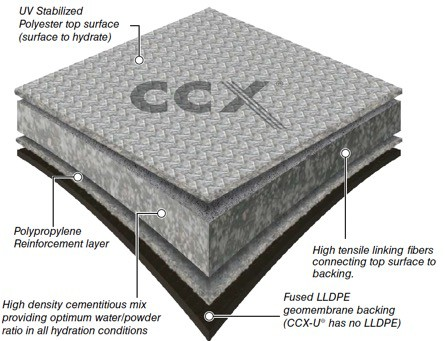 UV Stabilized
Polyester top surface
(surface to hydrate)
CCX
Polypropylene
Reinforcement layer
High tensile linking fibers
connecting top surface to
backing.
High density cementitious mix
providing optimum water/powder
ratio in all hydration conditions
Fused LLDPE
geomembrane backing
(CCX-U® has no LLDPE)